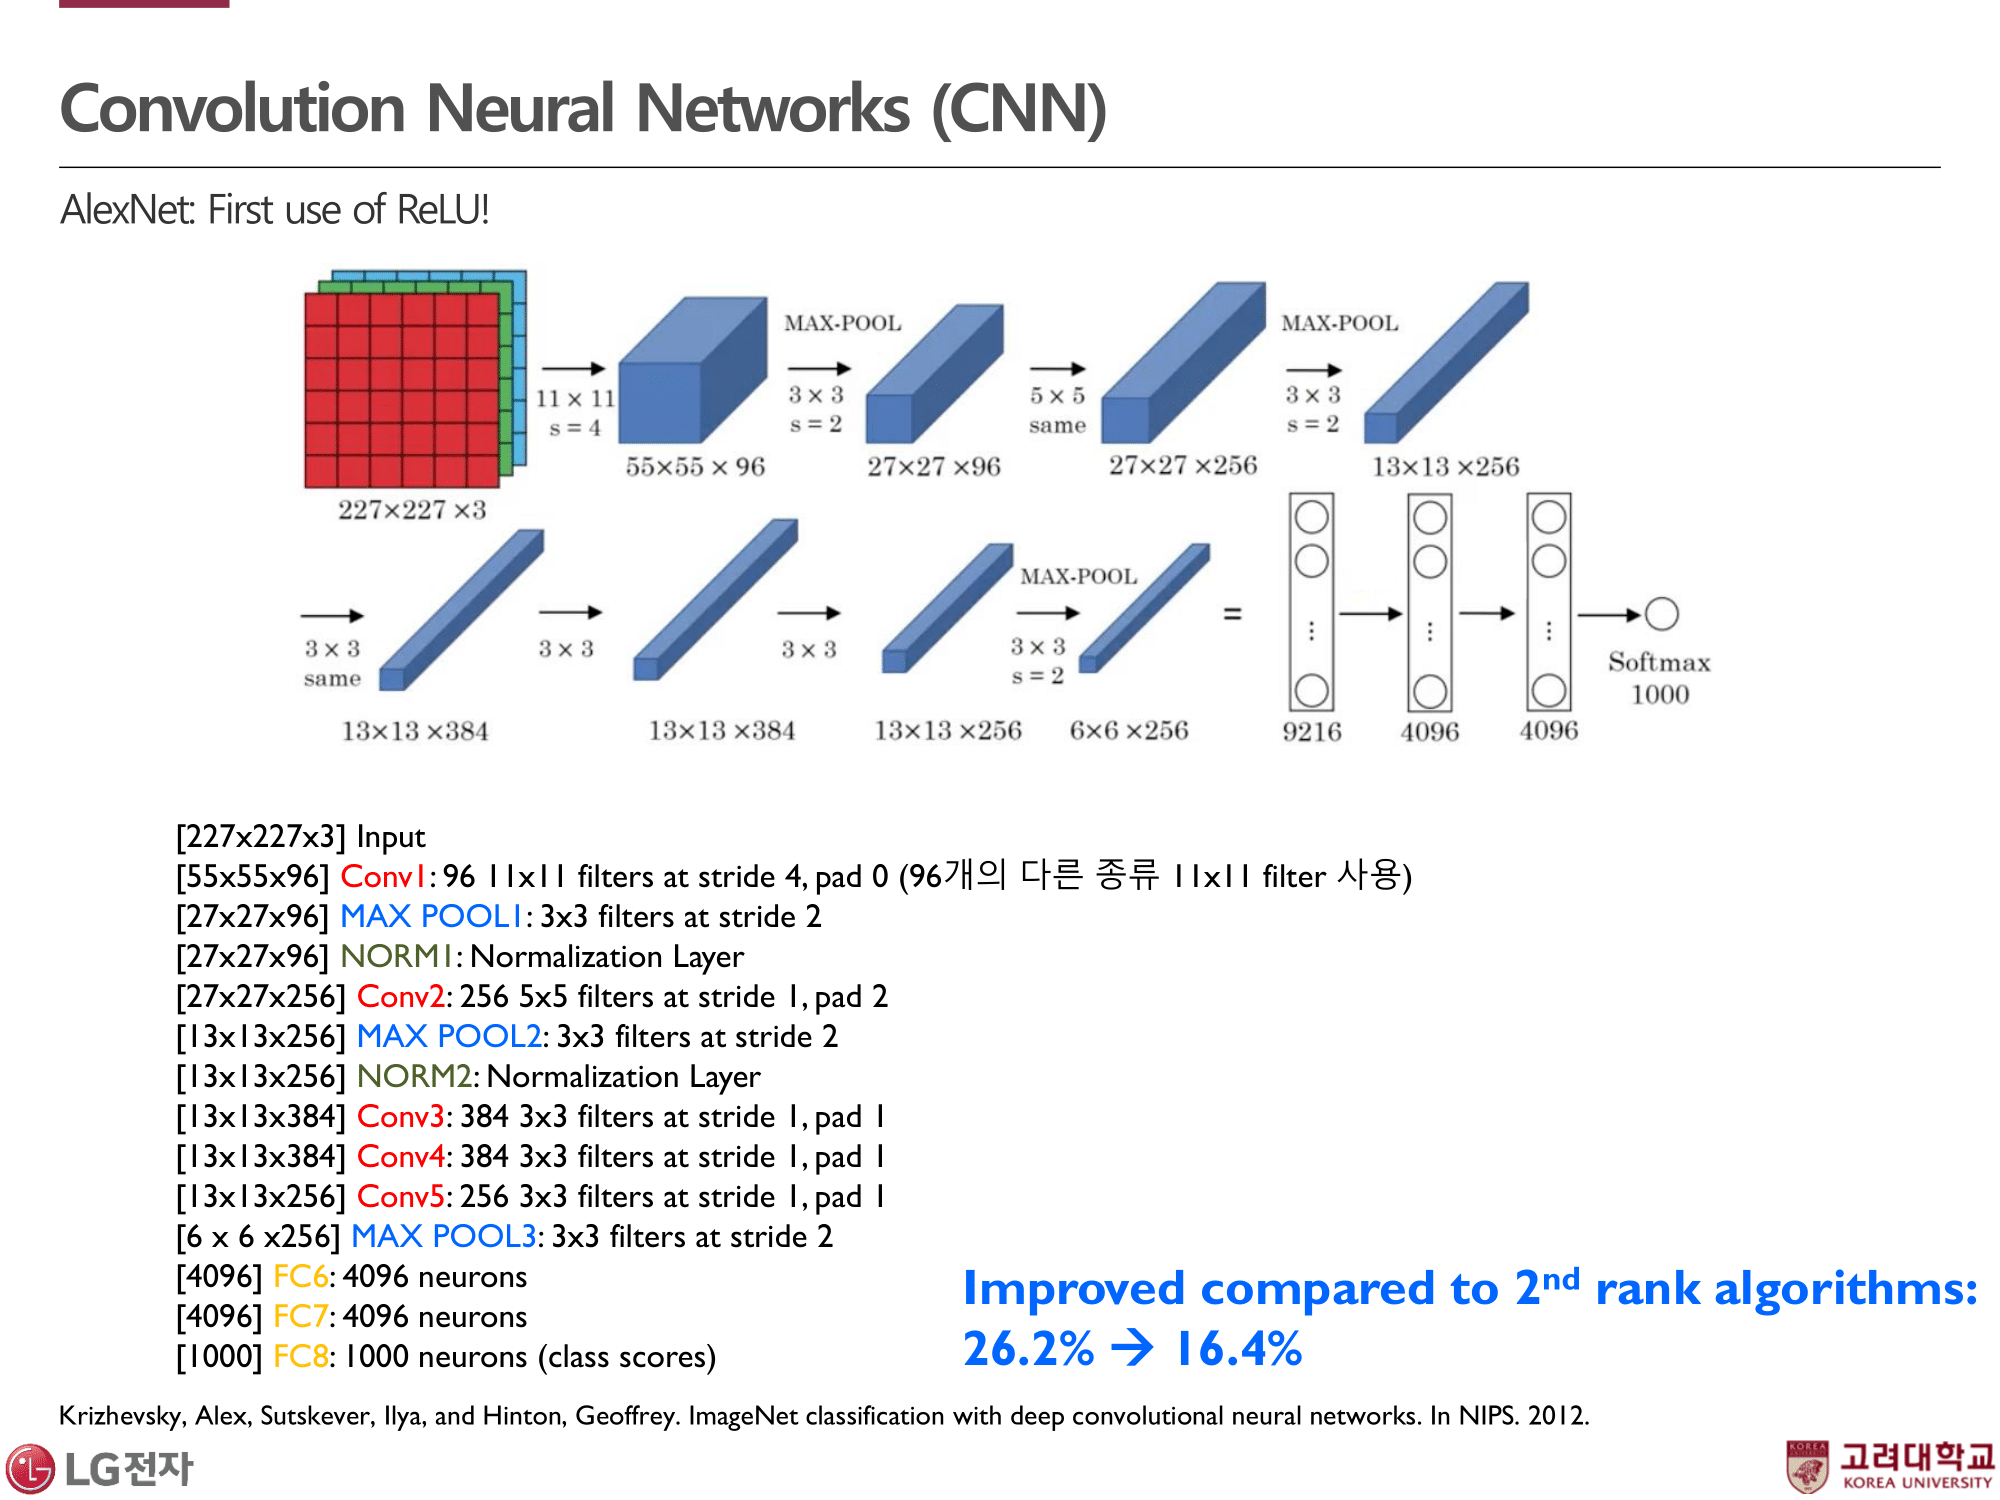 Convolution Neural Networks (CNN)
AlexNet: First use of ReLU!
11 × 11
s = 4
MAX-POOL
3 × 3
s = 2
5 × 5
same
MAX-POOL
3 × 3
s = 2
227×227 ×3
55×55 × 96
27×27 ×96
27×27 ×256
13×13 ×256
3 × 3
same
3 × 3
3 × 3
MAX-POOL
3 × 3
s = 2
=
⋮
⋮
⋮
Softmax
1000
13×13 ×384
13×13 ×384
13×13 ×256
6×6 ×256
9216
4096
4096
[227x227x3] Input
[55x55x96] Conv1: 96 11x11 filters at stride 4, pad 0 (96개의 다른 종류 11x11 filter 사용)
[27x27x96] MAX POOL1: 3x3 filters at stride 2
[27x27x96] NORM1: Normalization Layer
[27x27x256] Conv2: 256 5x5 filters at stride 1, pad 2
[13x13x256] MAX POOL2: 3x3 filters at stride 2
[13x13x256] NORM2: Normalization Layer
[13x13x384] Conv3: 384 3x3 filters at stride 1, pad 1
[13x13x384] Conv4: 384 3x3 filters at stride 1, pad 1
[13x13x256] Conv5: 256 3x3 filters at stride 1, pad 1
[6 x 6 x256] MAX POOL3: 3x3 filters at stride 2
[4096] FC6: 4096 neurons
[4096] FC7: 4096 neurons
[1000] FC8: 1000 neurons (class scores)
Improved compared to 2nd rank algorithms:
26.2% → 16.4%
Krizhevsky, Alex, Sutskever, Ilya, and Hinton, Geoffrey. ImageNet classification with deep convolutional neural networks. In NIPS. 2012.
LG전자
KOREA
고려대학교
KOREA UNIVERSITY